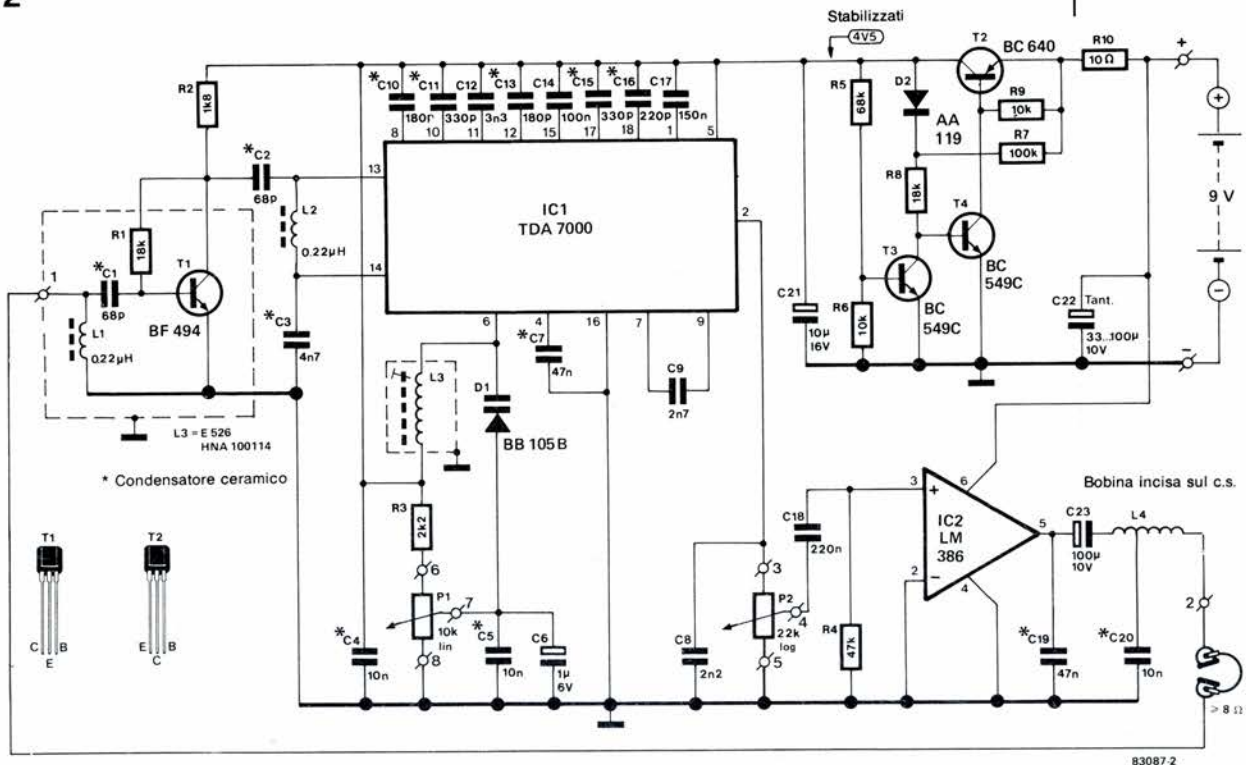 2
Stabilizzati
4V5
T2
BC 640
R10
10Ω
+
R2
1k8
*C10
180p
*C11
330p
C12
3n3
*C13
180p
C14
100n
*C15
330p
*C16
220p
C17
150n
8
10
11
12
15
17
18
1
5
R5
68k
D2
AA
119
R9
10k
R7
100k
+
*C2
68p
13
L2
0.22µH
IC1
TDA 7000
2
R8
18k
T4
BC
549C
9 V
R1
18k
1
*C1
68p
T1
BF 494
L1
0.22µH
14
*C3
4n7
T3
BC
549C
C21
10µ
16V
R6
10k
C22
Tant.
33...100µ
10V
−
−
6
4
16
7
9
*C7
47n
C9
2n7
L3
D1
BB 105B
L3 = E 526
HNA 100114
* Condensatore ceramico
R3
2k2
6
P1
10k
lin
7
8
*C4
10n
*C5
10n
C6
1µ
6V
C8
2n2
3
P2
22k
log
4
5
C18
220n
R4
47k
3
+
2
−
IC2
LM
386
6
5
4
Bobina incisa sul c.s.
C23
100µ
10V
L4
*C19
47n
*C20
10n
2
≥ 8 Ω
T1
C
E
B
T2
E
C
B
83087-2